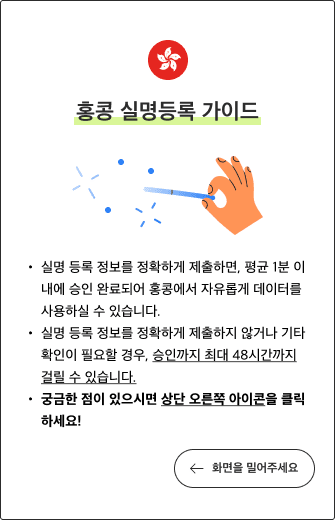 홍콩 실명등록 가이드
• 실명 등록 정보를 정확하게 제출하면, 평균 1분 이
내에 승인 완료되어 홍콩에서 자유롭게 데이터를
사용하실 수 있습니다.
• 실명 등록 정보를 정확하게 제출하지 않거나 기타
확인이 필요할 경우, 승인까지 최대 48시간까지
걸릴 수 있습니다.
• 궁금한 점이 있으시면 상단 오른쪽 아이콘을 클릭
하세요!
← 화면을 밀어주세요